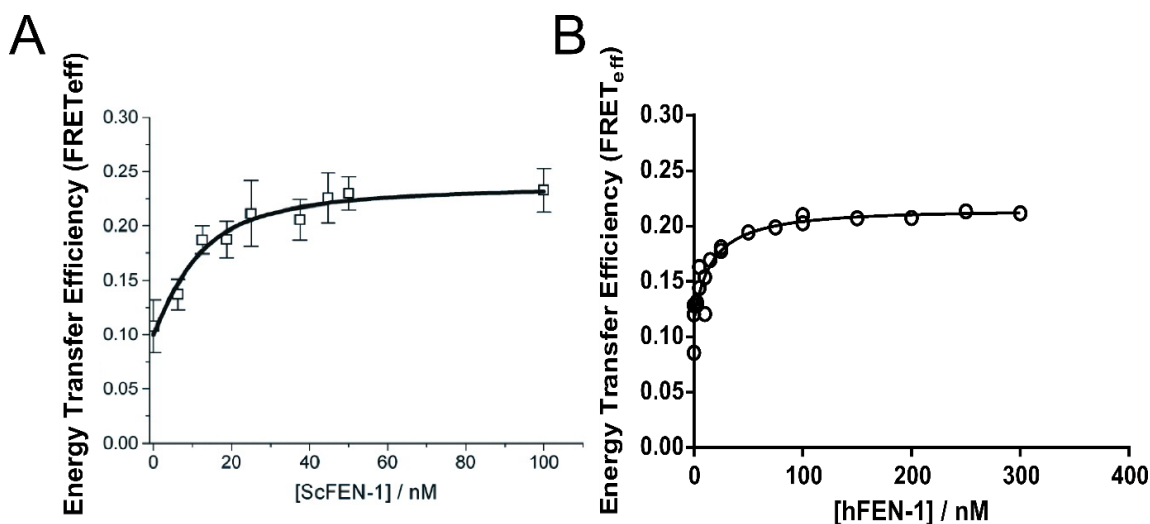 A
Energy Transfer Efficiency (FRETeff)
0.30
0.25
0.20
0.15
0.10
0.05
0.00
0 20 40 60 80 100
[ScFEN-1] / nM
B
Energy Transfer Efficiency (FRETeff)
0.30
0.25
0.20
0.15
0.10
0.05
0.00
0 100 200 300 400
[hFEN-1] / nM